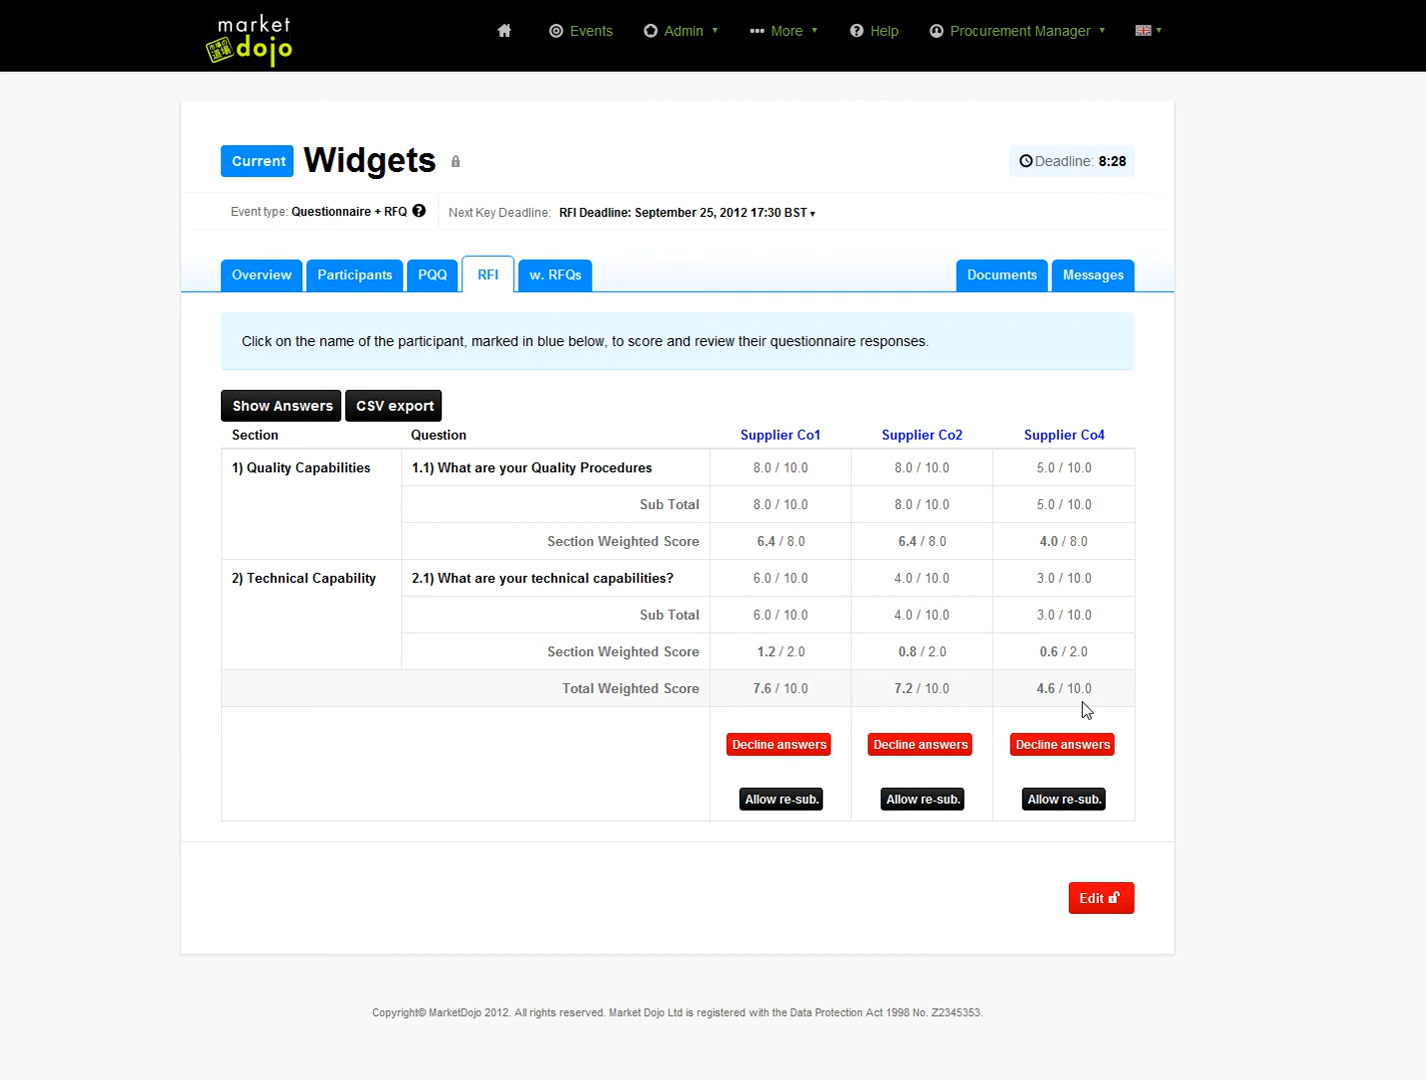 market
dojo
Events
Admin
More
Help
Procurement Manager
Current
Widgets
Deadline: 8:28
Event type: Questionnaire + RFQ
Next Key Deadline: RFI Deadline: September 25, 2012 17:30 BST
Overview
Participants
PQQ
RFI
w. RFQs
Documents
Messages
Click on the name of the participant, marked in blue below, to score and review their questionnaire responses.
Show Answers
CSV export
Section Question Supplier Co1 Supplier Co2 Supplier Co4
1) Quality Capabilities 1.1) What are your Quality Procedures 8.0 / 10.0 8.0 / 10.0 5.0 / 10.0
Sub Total 8.0 / 10.0 8.0 / 10.0 5.0 / 10.0
Section Weighted Score 6.4 / 8.0 6.4 / 8.0 4.0 / 8.0
2) Technical Capability 2.1) What are your technical capabilities? 6.0 / 10.0 4.0 / 10.0 3.0 / 10.0
Sub Total 6.0 / 10.0 4.0 / 10.0 3.0 / 10.0
Section Weighted Score 1.2 / 2.0 0.8 / 2.0 0.6 / 2.0
Total Weighted Score 7.6 / 10.0 7.2 / 10.0 4.6 / 10.0
Decline answers Decline answers Decline answers
Allow re-sub. Allow re-sub. Allow re-sub.
Edit
Copyright© MarketDojo 2012. All rights reserved. Market Dojo Ltd is registered with the Data Protection Act 1998 No. Z2345353.